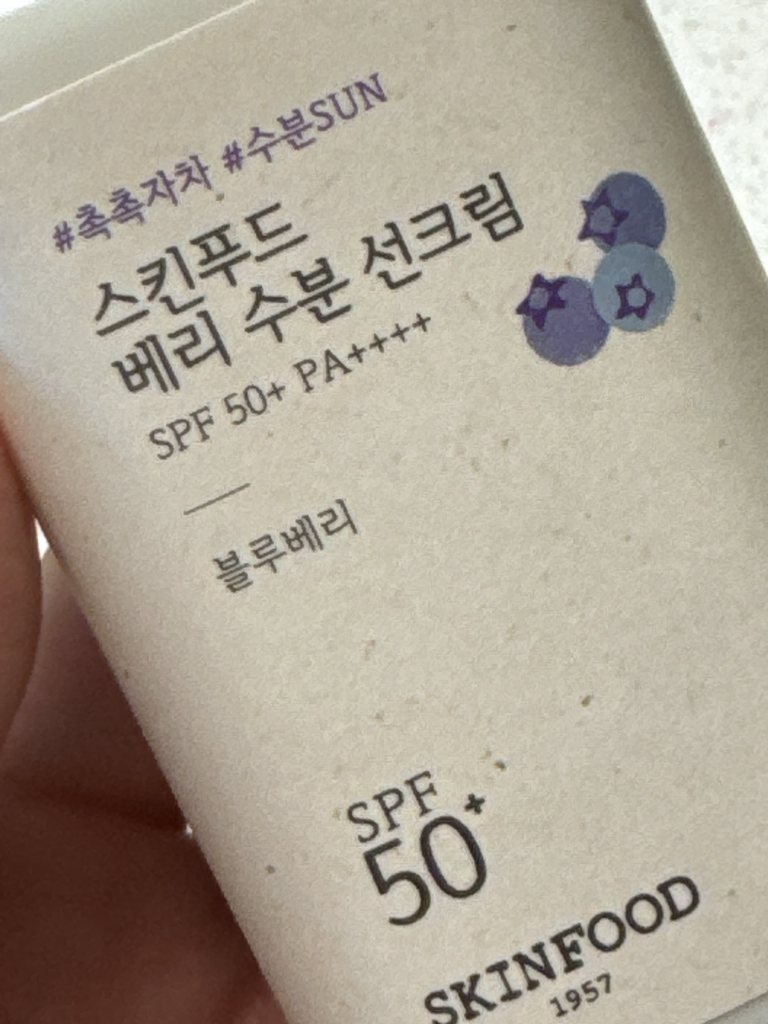 #촉촉자차 #수분SUN
스킨푸드
베리 수분 선크림
SPF 50+ PA++++
블루베리
SPF
50+
SKINFOOD
1957